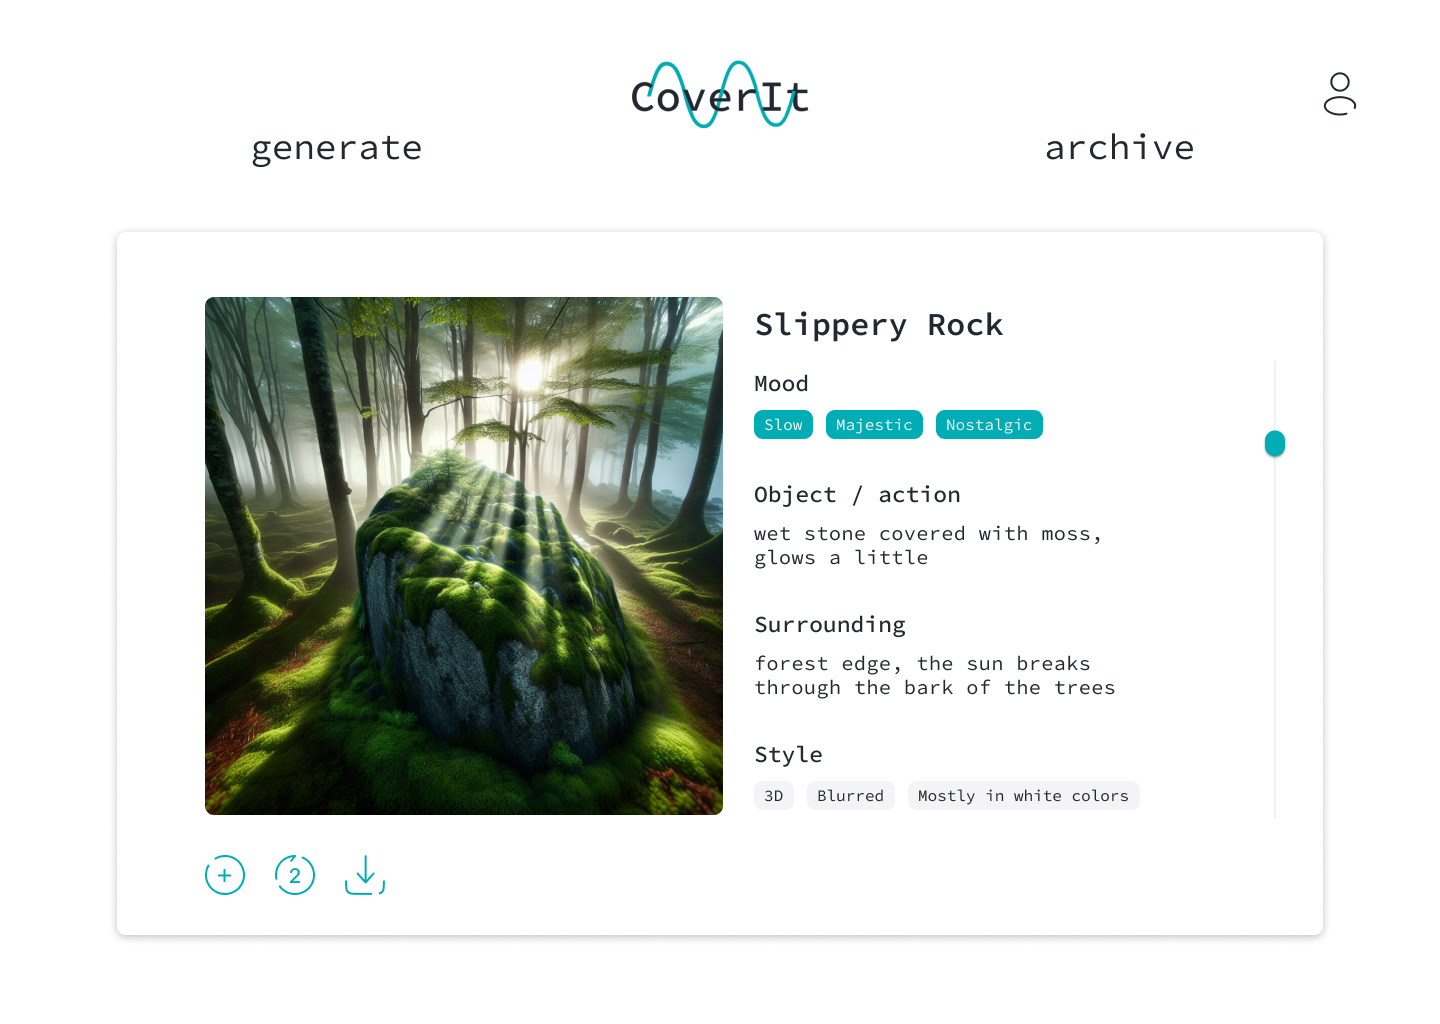 CoverIt
generate
archive
Slippery Rock
Mood
Slow Majestic Nostalgic
Object / action
wet stone covered with moss,
glows a little
Surrounding
forest edge, the sun breaks
through the bark of the trees
Style
3D Blurred Mostly in white colors
2